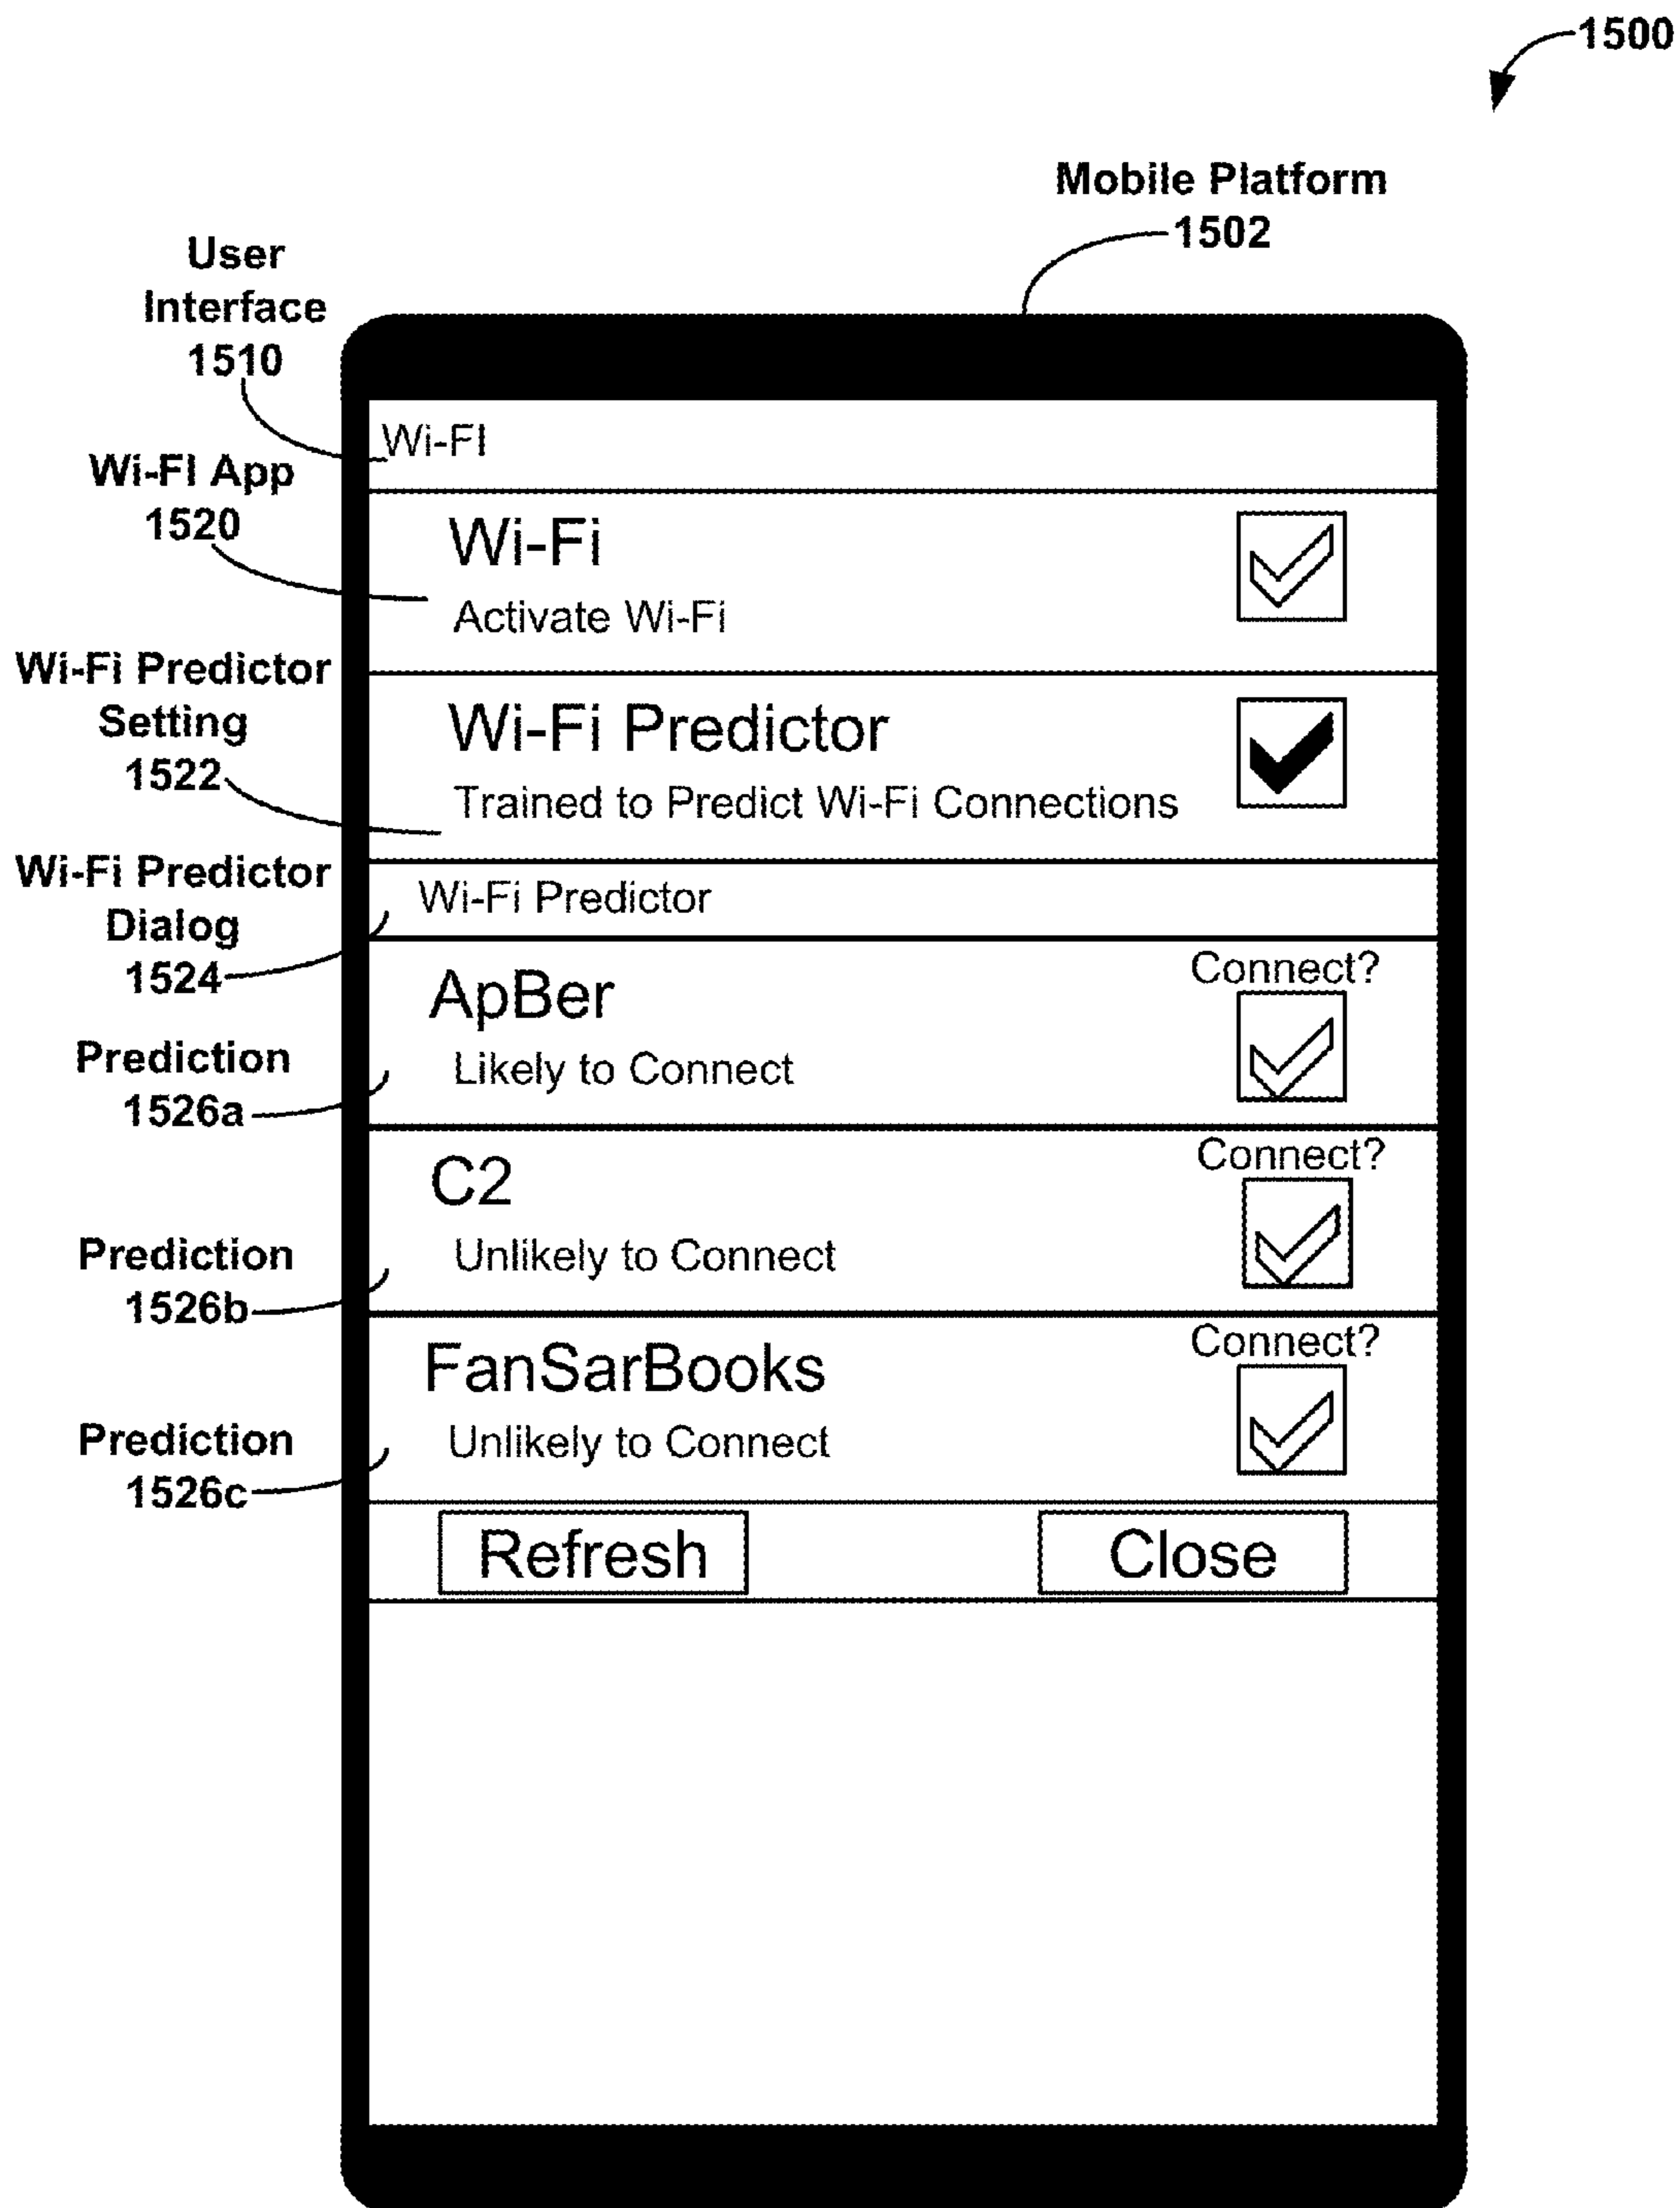 1500
Mobile Platform
1502
User
Interface
1510
Wi-FI App
1520
Wi-Fi Predictor
Setting
1522
Wi-Fi Predictor
Dialog
1524
Prediction
1526a
Prediction
1526b
Prediction
1526c
Wi-FI
Wi-Fi
Activate Wi-Fi
Wi-Fi Predictor
Trained to Predict Wi-Fi Connections
Wi-Fi Predictor
ApBer
Connect?
Likely to Connect
C2
Connect?
Unlikely to Connect
FanSarBooks
Connect?
Unlikely to Connect
Refresh
Close